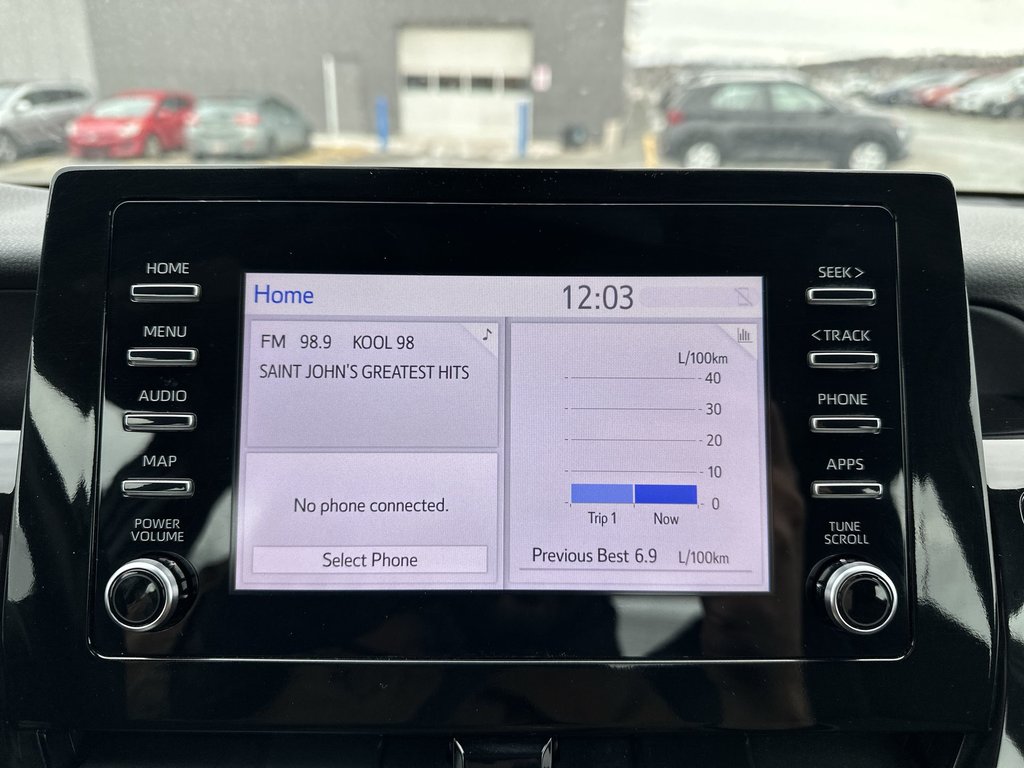 HOME
MENU
AUDIO
MAP
POWER
VOLUME
Home
12:03
FM 98.9 KOOL 98
SAINT JOHN'S GREATEST HITS
No phone connected.
Select Phone
L/100km
40
30
20
10
0
Trip 1 Now
Previous Best 6.9 L/100km
SEEK >
< TRACK
PHONE
APPS
TUNE
SCROLL